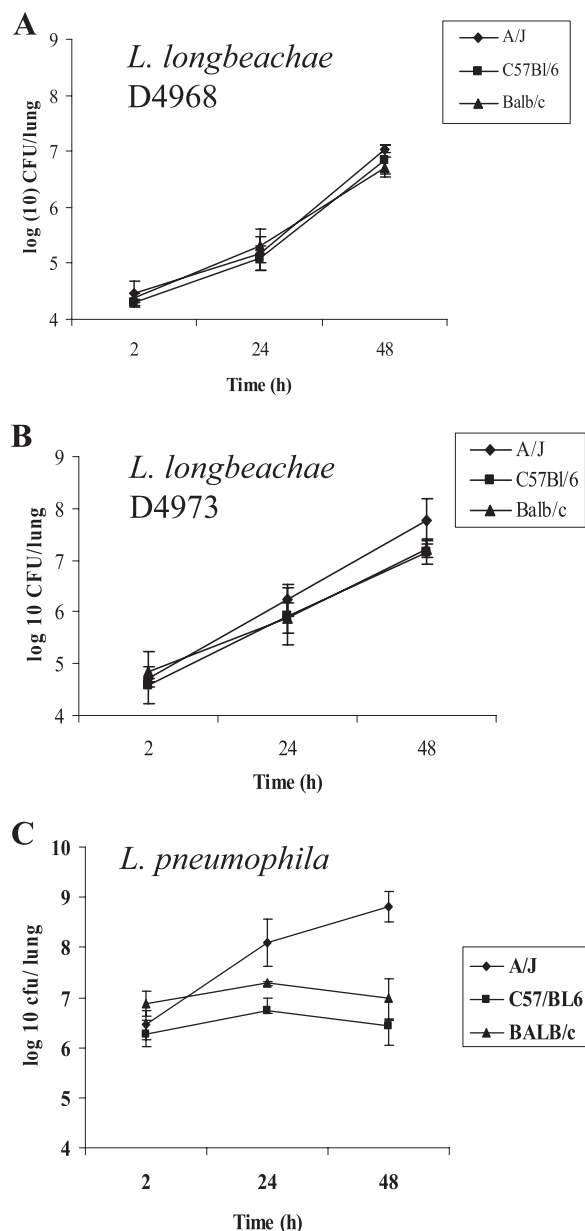 A
L. longbeachae
D4968
A/J
C57Bl/6
Balb/c
log (10) CFU/lung
9
8
7
6
5
4
2
24
48
Time (h)
B
L. longbeachae
D4973
A/J
C57Bl/6
Balb/c
log 10 CFU/lung
9
8
7
6
5
4
2
24
48
Time (h)
C
L. pneumophila
A/J
C57/BL6
BALB/c
log 10 cfu/ lung
10
9
8
7
6
5
4
2
24
48
Time (h)